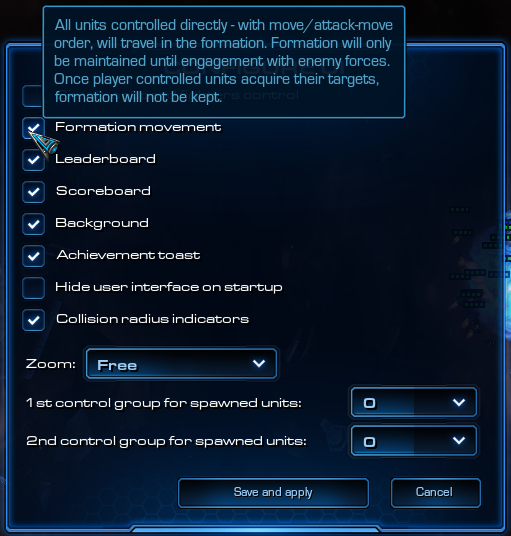 All units controlled directly - with move/attack-move
order, will travel in the formation. Formation will only
be maintained until engagement with enemy forces.
Once player controlled units acquire their targets,
formation will not be kept.
Formation movement
Leaderboard
Scoreboard
Background
Achievement toast
Hide user interface on startup
Collision radius indicators
Zoom: Free
1st control group for spawned units: 0
2nd control group for spawned units: 0
Save and apply Cancel